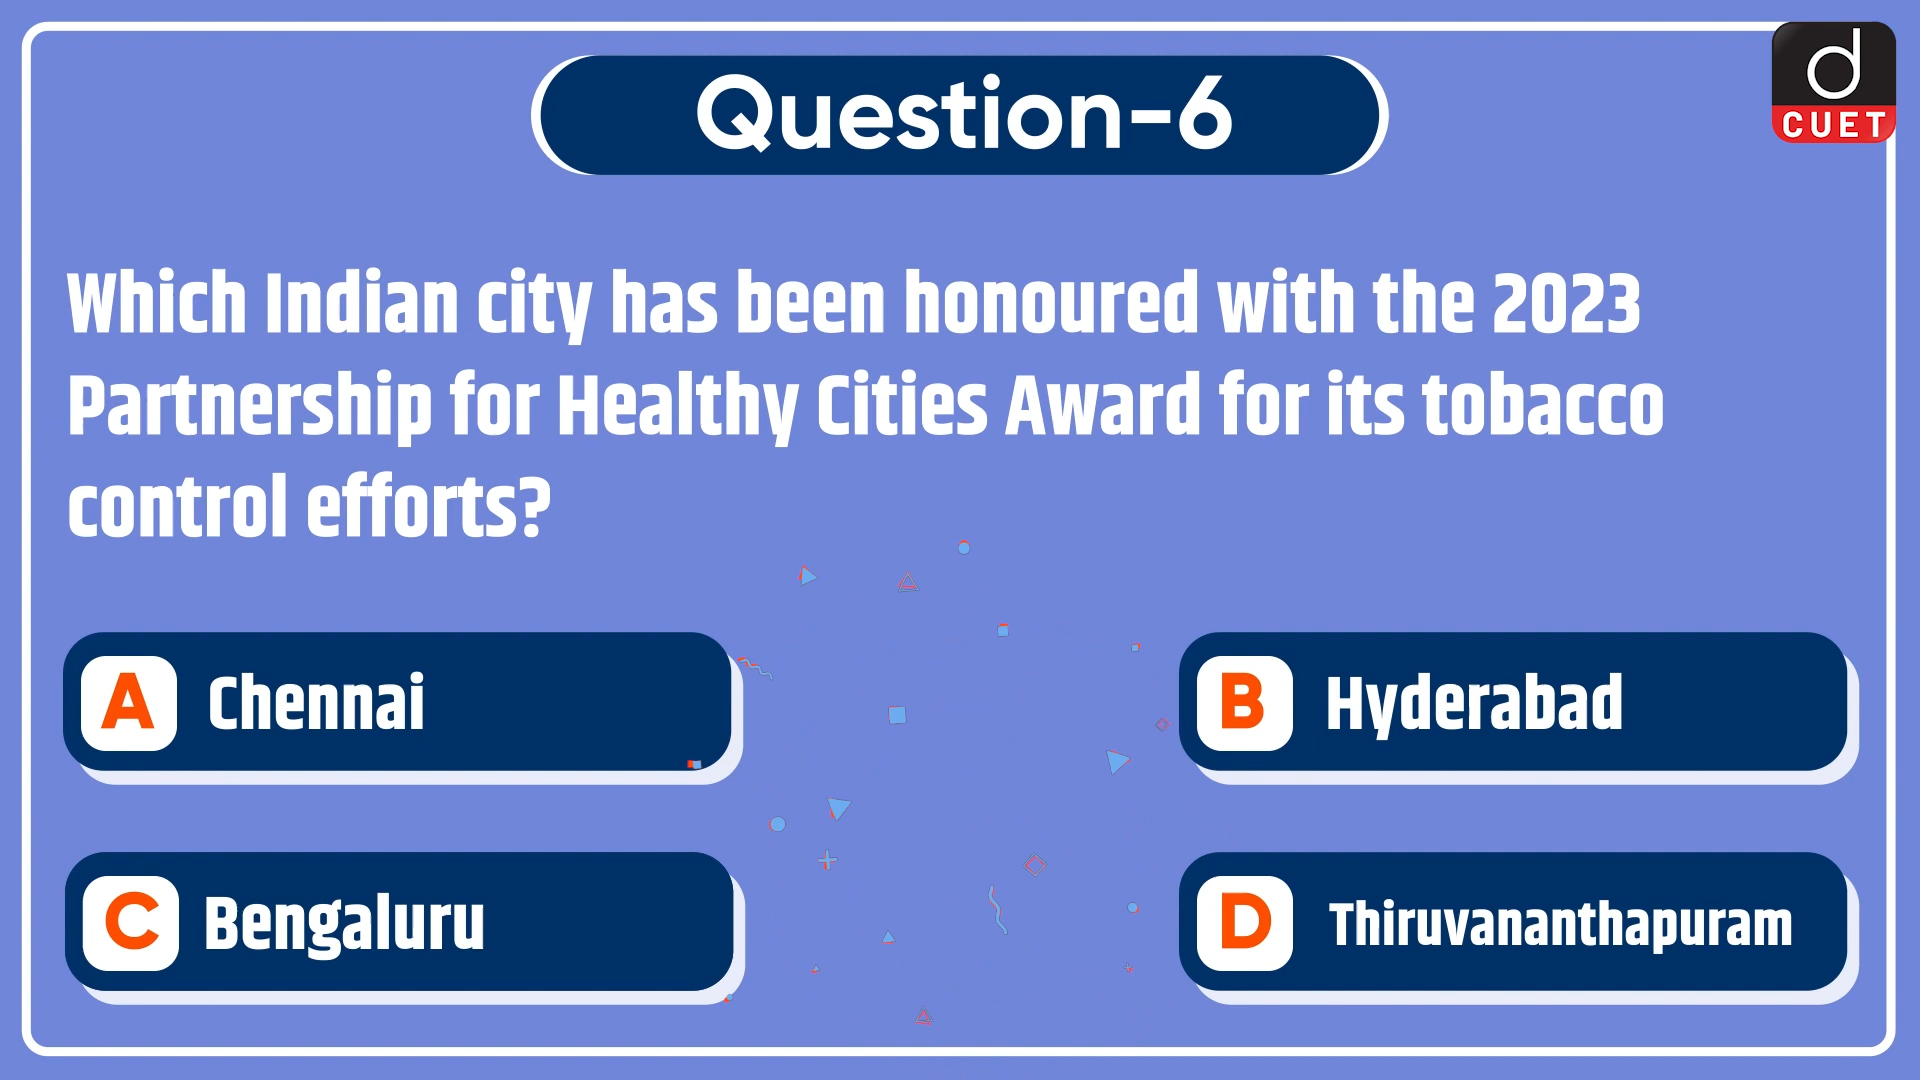 Question-6
d
CUET
Which Indian city has been honoured with the 2023
Partnership for Healthy Cities Award for its tobacco
control efforts?
A Chennai
B Hyderabad
C Bengaluru
D Thiruvananthapuram